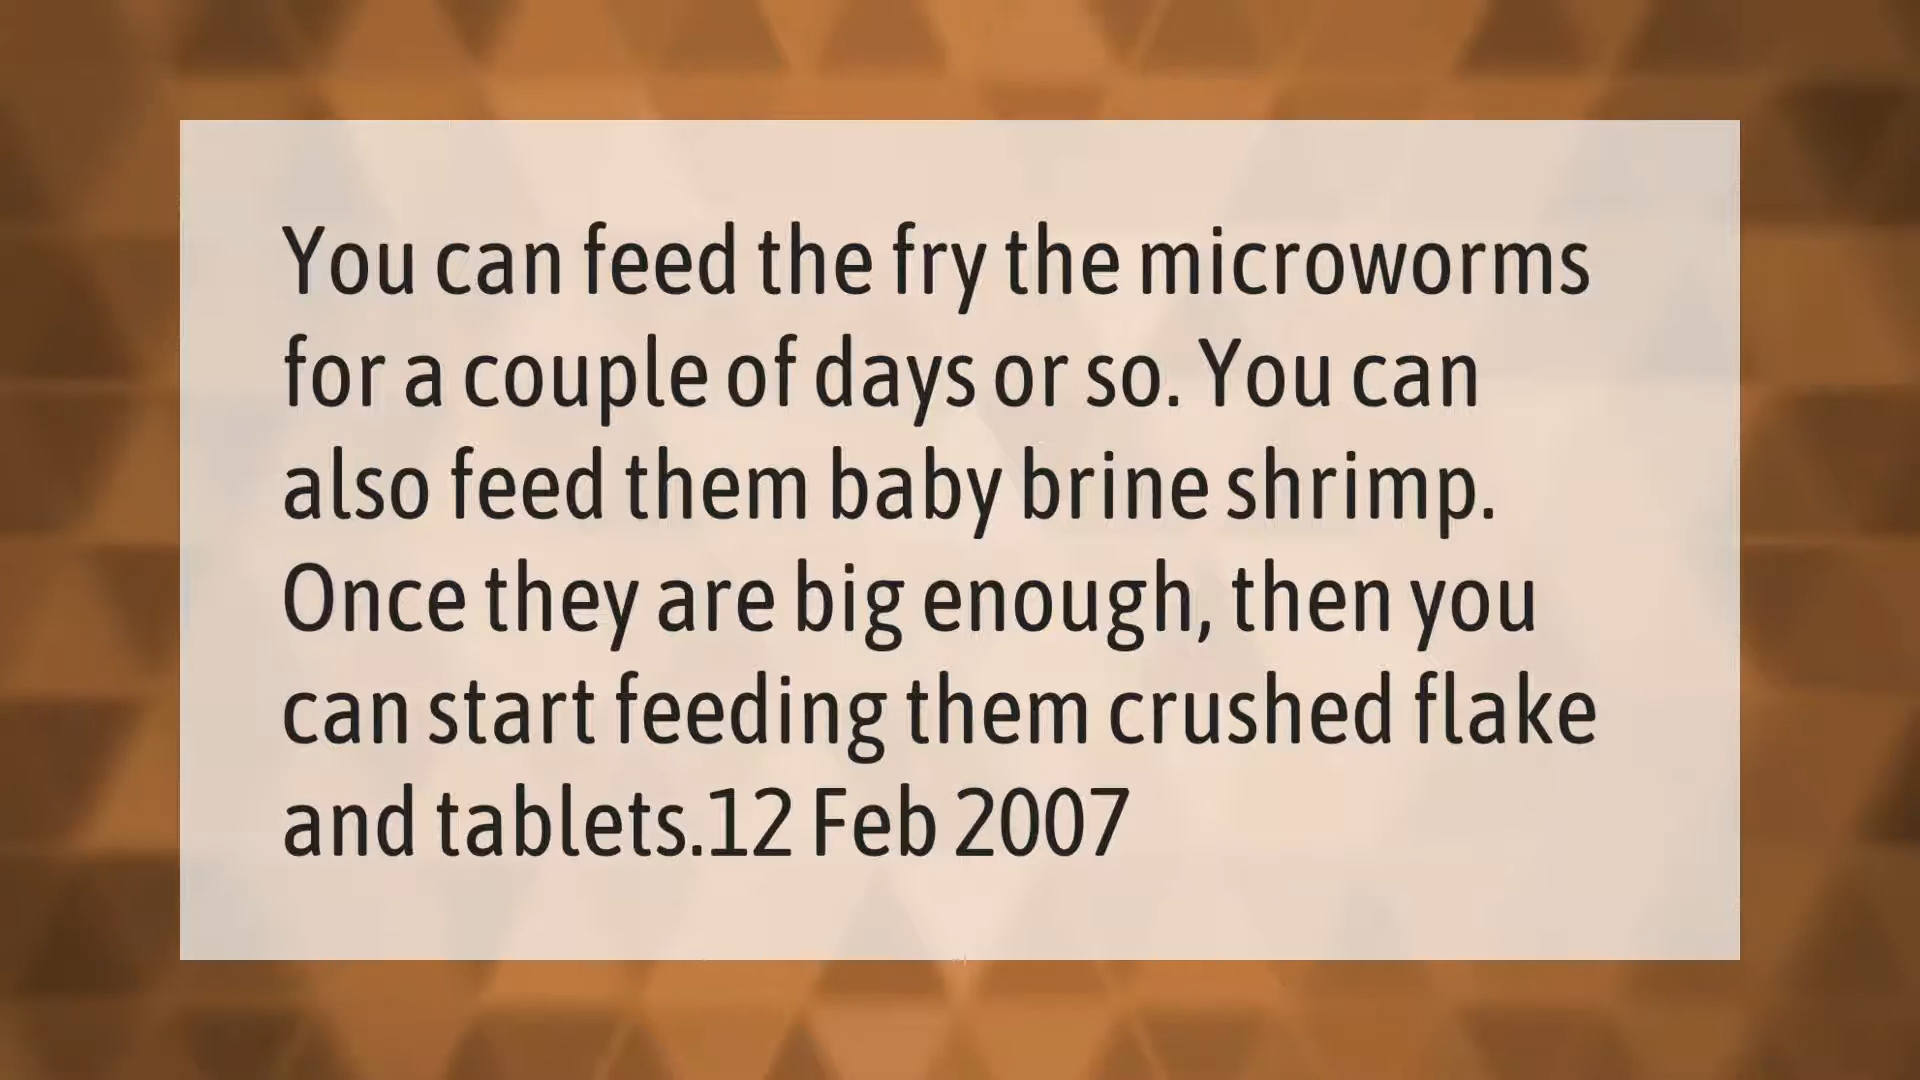 You can feed the fry the microworms
for a couple of days or so. You can
also feed them baby brine shrimp.
Once they are big enough, then you
can start feeding them crushed flake
and tablets.12 Feb 2007